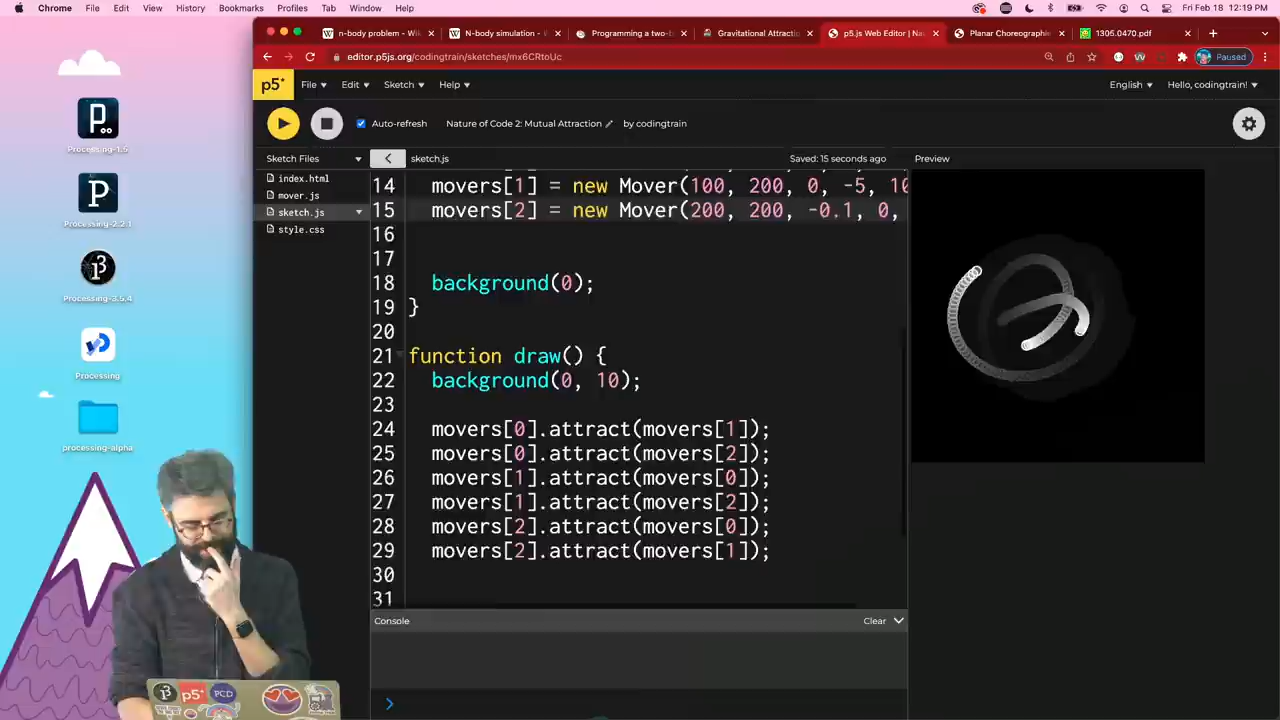 Chrome File Edit View History Bookmarks Profiles Tab Window Help Fri Feb 18 12:19 PM
n-body problem - Wik N-body simulation - W Programming a two-b Gravitational Attractio p5.js Web Editor | Na Planar Choreographie 1305.0470.pdf
editor.p5js.org/codingtrain/sketches/mx6CRtoUc Paused
p5* File Edit Sketch Help English Hello, codingtrain!
Auto-refresh Nature of Code 2: Mutual Attraction by codingtrain
Sketch Files sketch.js Saved: 15 seconds ago Preview
index.html
mover.js
sketch.js
style.css
14 movers[1] = new Mover(100, 200, 0, -5, 10
15 movers[2] = new Mover(200, 200, -0.1, 0,
16
17
18 background(0);
19 }
20
21 function draw() {
22 background(0, 10);
23
24 movers[0].attract(movers[1]);
25 movers[0].attract(movers[2]);
26 movers[1].attract(movers[0]);
27 movers[1].attract(movers[2]);
28 movers[2].attract(movers[0]);
29 movers[2].attract(movers[1]);
30
31
Console Clear
Processing-1.5
Processing-2.2.1
Processing-3.5.4
Processing
processing-alpha
p5*
PCD